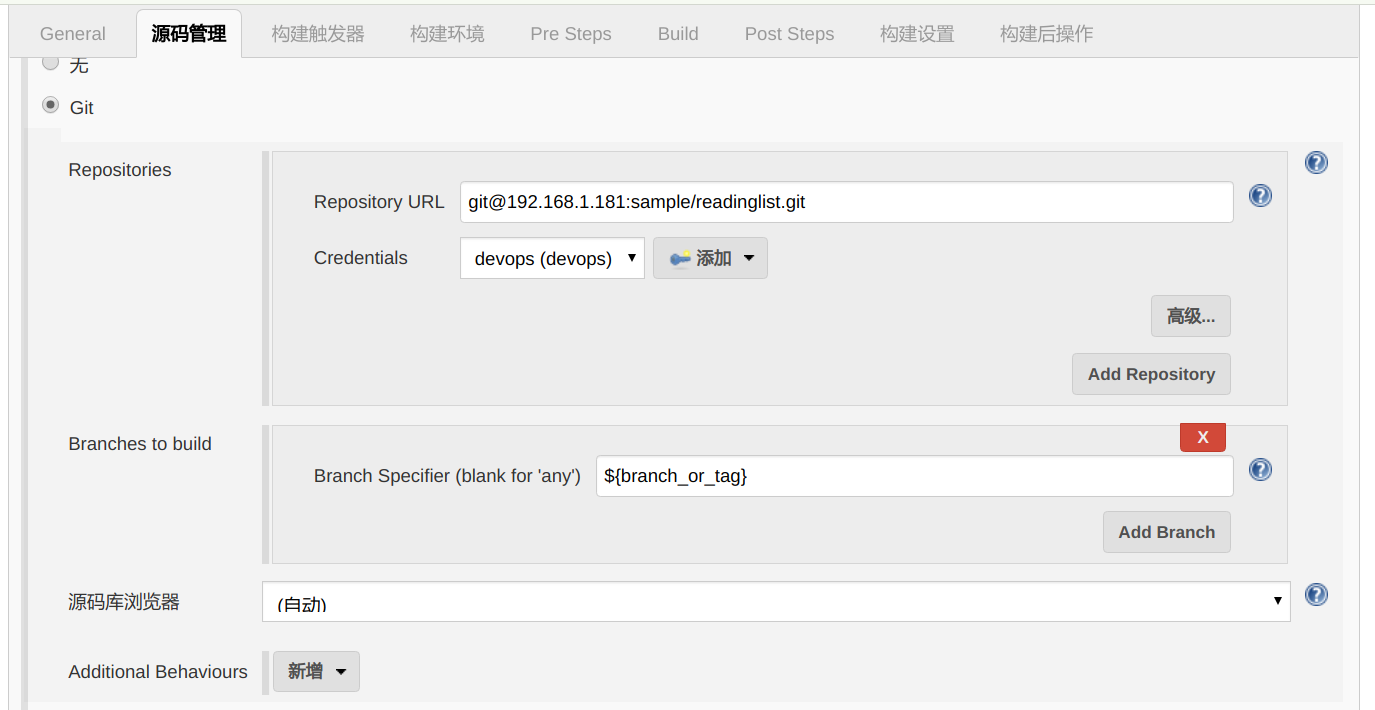 General 源码管理 构建触发器 构建环境 Pre Steps Build Post Steps 构建设置 构建后操作
无
Git
Repositories
Repository URL git@192.168.1.181:sample/readinglist.git
Credentials devops (devops) 添加
高级...
Add Repository
Branches to build
X
Branch Specifier (blank for 'any') ${branch_or_tag}
Add Branch
源码库浏览器 (自动)
Additional Behaviours 新增